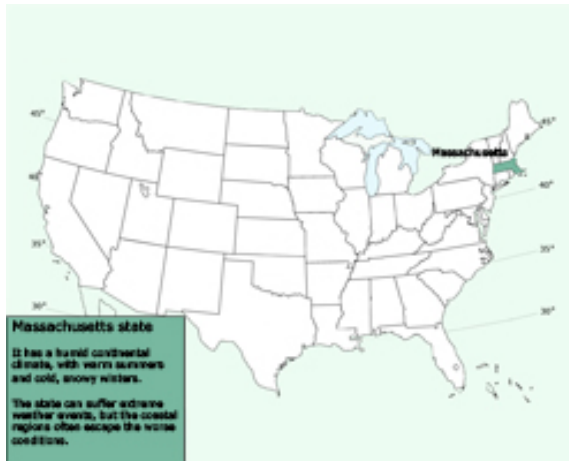 45°
45°
Massachusetts
40°
40°
35°
35°
30°
30°
Massachusetts state
It has a humid continental
climate, with warm summers
and cold, snowy winters.
The state can suffer extreme
weather events, but the coastal
regions often escape the worse
conditions.